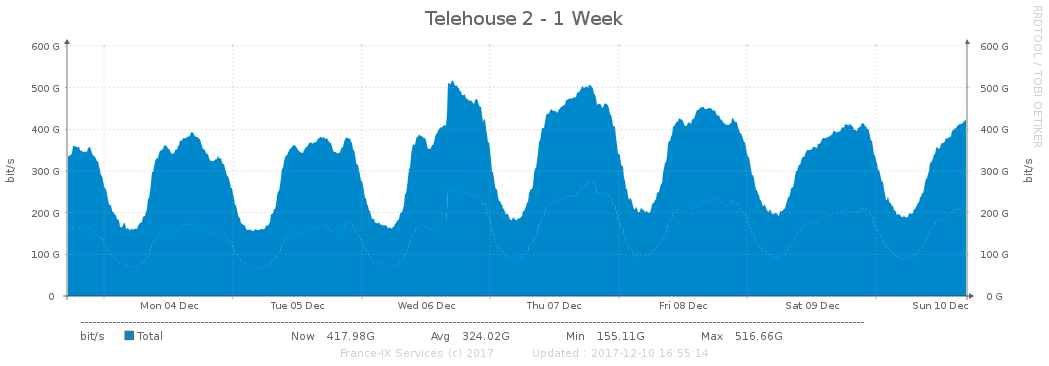 Telehouse 2 - 1 Week
RRDTOOL / TOBI OETIKER
bit/s
600 G 600 G
500 G 500 G
400 G 400 G
300 G 300 G
200 G 200 G
100 G 100 G
0 0 G
bit/s
Mon 04 Dec Tue 05 Dec Wed 06 Dec Thu 07 Dec Fri 08 Dec Sat 09 Dec Sun 10 Dec
bit/s Total Now 417.98G Avg 324.02G Min 155.11G Max 516.66G
France-IX Services (c) 2017 Updated : 2017-12-10 16:55:14